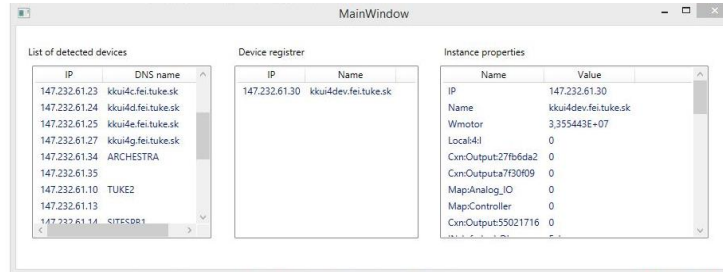 MainWindow
List of detected devices
IP DNS name
147.232.61.23 kkui4c.fei.tuke.sk
147.232.61.24 kkui4d.fei.tuke.sk
147.232.61.25 kkui4e.fei.tuke.sk
147.232.61.27 kkui4g.fei.tuke.sk
147.232.61.34 ARCHESTRA
147.232.61.35
147.232.61.10 TUKE2
147.232.61.13
147.232.61.14
Device registrer
IP Name
147.232.61.30 kkui4dev.fei.tuke.sk
Instance properties
Name Value
IP 147.232.61.30
Name kkui4dev.fei.tuke.sk
Wmotor 3,355443E+07
Local:4:I 0
Cxn:Output:27fb6da2 0
Cxn:Output:a7f30f09 0
Map:Analog_IO 0
Map:Controller 0
Cxn:Output:55021716 0